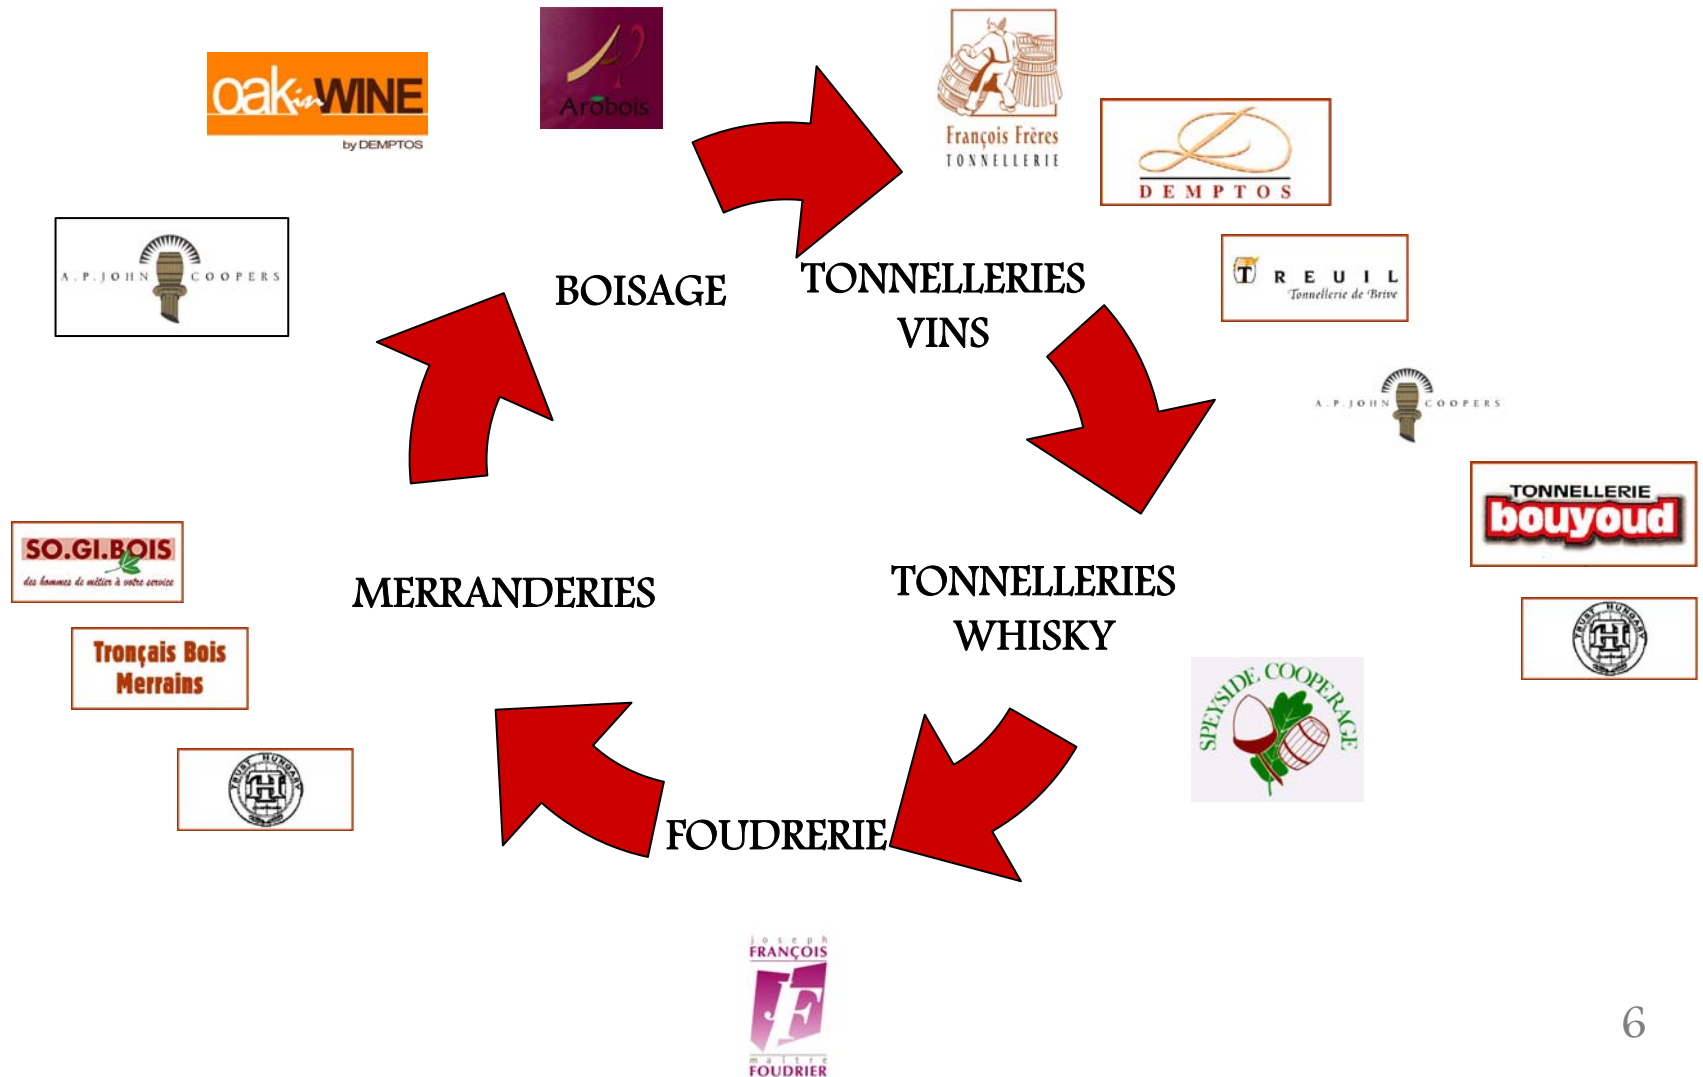 oak in WINE
by DEMPTOS
Arobois
François Frères
TONNELLERIE
DEMPTOS
A.P.JOHN COOPERS
BOISAGE
TONNELLERIES
VINS
T REUIL
Tonnellerie de Brive
A.P.JOHN COOPERS
TONNELLERIE
bouyoud
SO.GI.BOIS
des hommes de métier à votre service
MERRANDERIES
TONNELLERIES
WHISKY
TRUST HUNGARY
H
Tronçais Bois
Merrains
SPEYSIDE COOPERAGE
TRUST HUNGARY
H
FOUDRERIE
joseph
FRANÇOIS
JF
maître
FOUDRIER
6